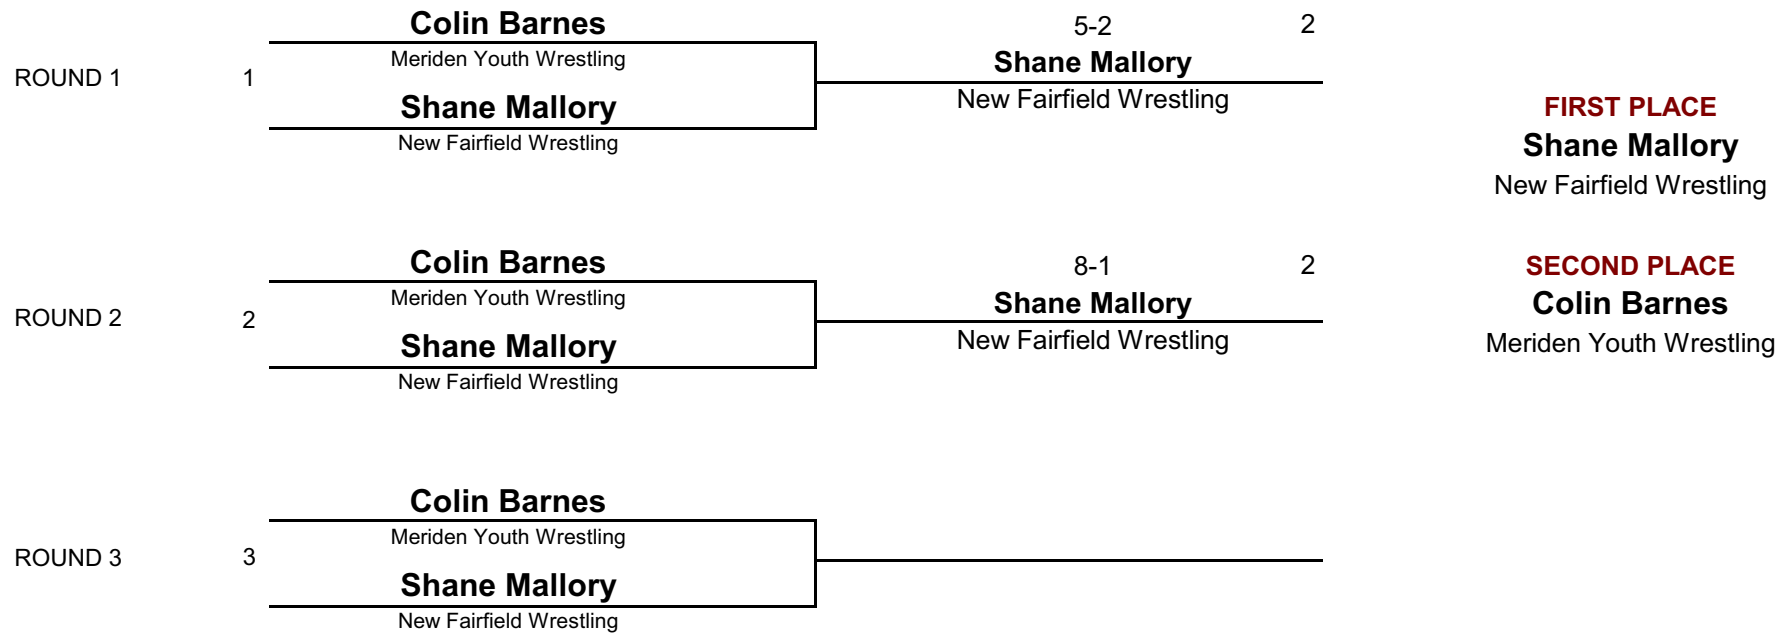 Colin Barnes
Meriden Youth Wrestling
ROUND 1
1
Shane Mallory
New Fairfield Wrestling
5-2
2
Shane Mallory
New Fairfield Wrestling
FIRST PLACE
Shane Mallory
New Fairfield Wrestling
Colin Barnes
Meriden Youth Wrestling
ROUND 2
2
Shane Mallory
New Fairfield Wrestling
8-1
2
Shane Mallory
New Fairfield Wrestling
SECOND PLACE
Colin Barnes
Meriden Youth Wrestling
Colin Barnes
Meriden Youth Wrestling
ROUND 3
3
Shane Mallory
New Fairfield Wrestling